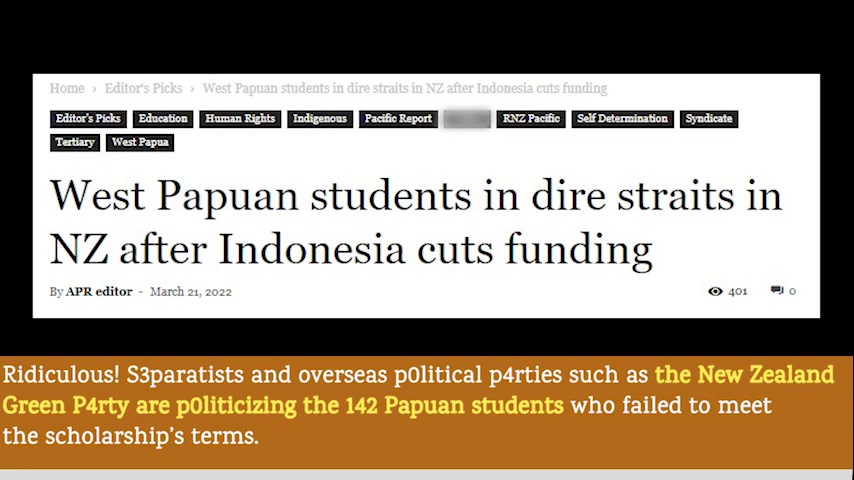 Home › Editor's Picks › West Papuan students in dire straits in NZ after Indonesia cuts funding
Editor's Picks Education Human Rights Indigenous Pacific Report RNZ Pacific Self Determination Syndicate
Tertiary West Papua
West Papuan students in dire straits in
NZ after Indonesia cuts funding
By APR editor - March 21, 2022 401 0
Ridiculous! S3paratists and overseas p0litical p4rties such as the New Zealand
Green P4rty are p0liticizing the 142 Papuan students who failed to meet
the scholarship's terms.